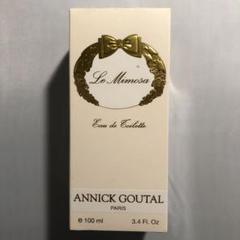 Le Mimosa
Eau de Toilette
ANNICK GOUTAL
PARIS
℮ 100 ml 3.4 Fl. Oz